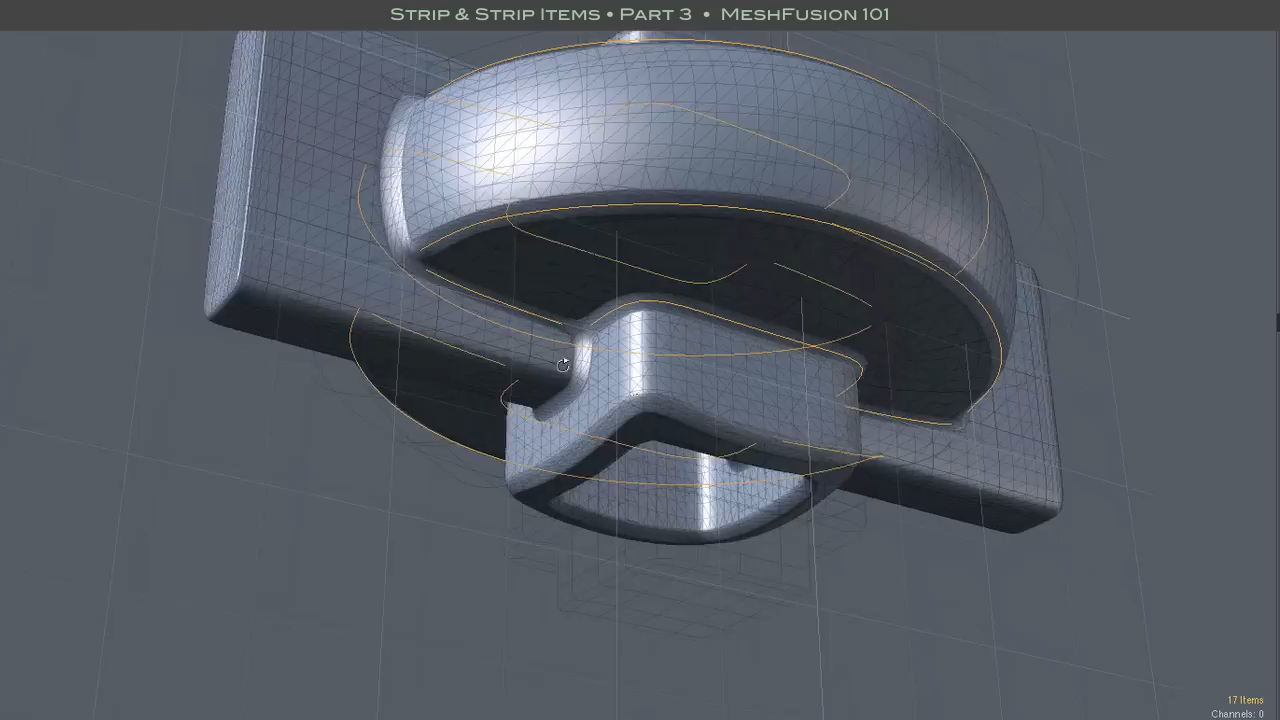 Strip & Strip Items • Part 3 • MeshFusion 101
17 Items
Channels: 0